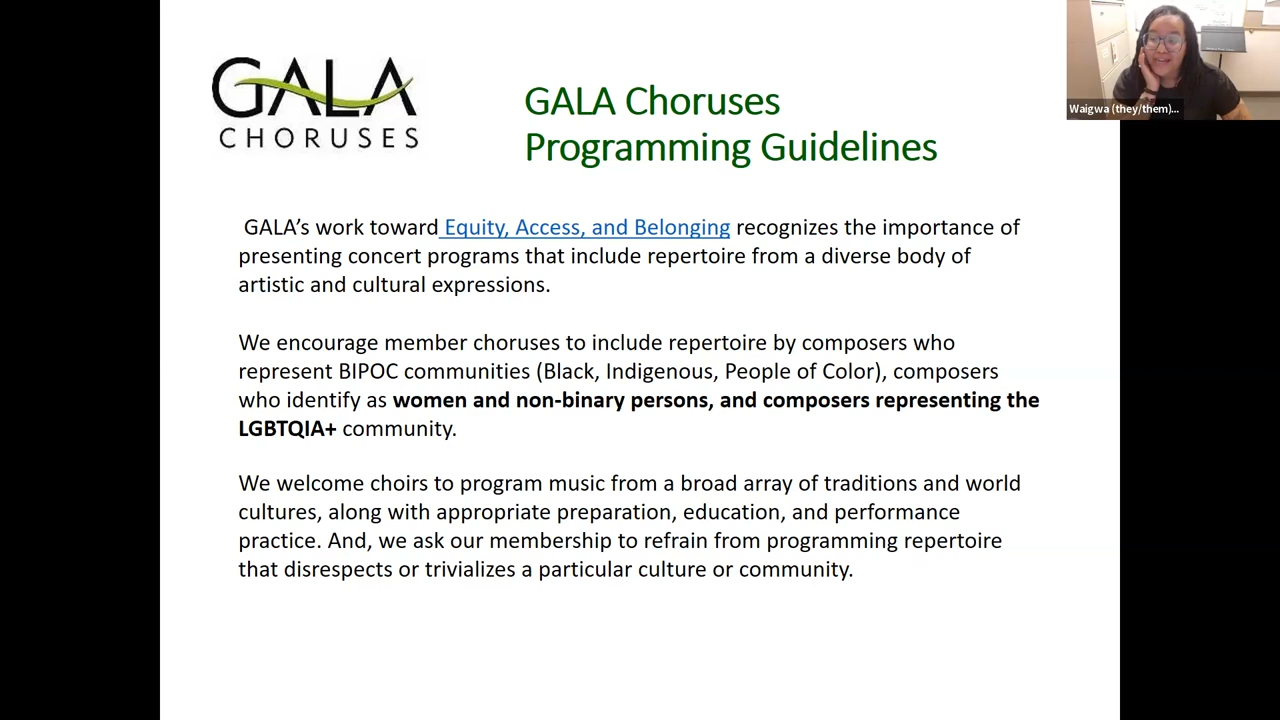 GALA
CHORUSES
GALA Choruses
Programming Guidelines
Waigwa (they/them)...
GALA's work toward Equity, Access, and Belonging recognizes the importance of
presenting concert programs that include repertoire from a diverse body of
artistic and cultural expressions.
We encourage member choruses to include repertoire by composers who
represent BIPOC communities (Black, Indigenous, People of Color), composers
who identify as women and non-binary persons, and composers representing the
LGBTQIA+ community.
We welcome choirs to program music from a broad array of traditions and world
cultures, along with appropriate preparation, education, and performance
practice. And, we ask our membership to refrain from programming repertoire
that disrespects or trivializes a particular culture or community.